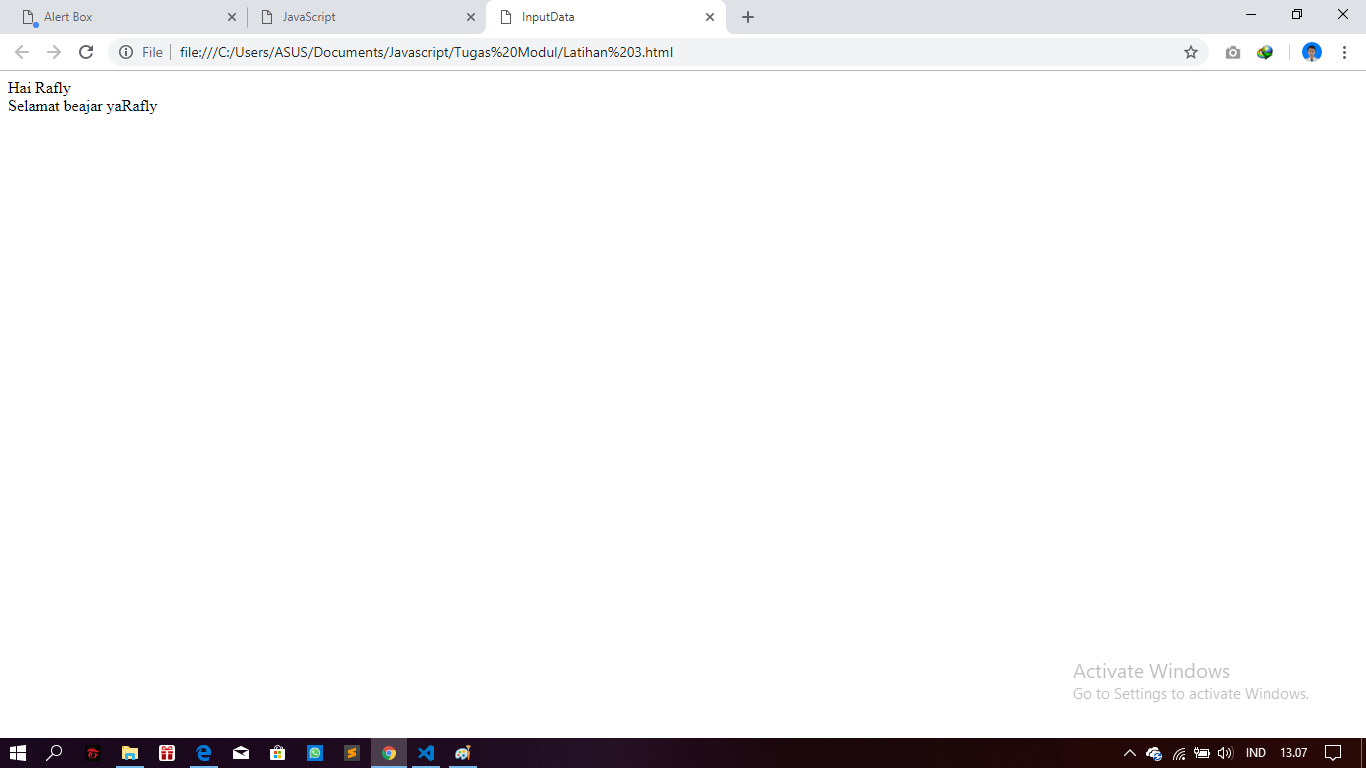 Alert Box
JavaScript
InputData
File
file:///C:/Users/ASUS/Documents/Javascript/Tugas%20Modul/Latihan%203.html
Hai Rafly
Selamat beajar yaRafly
Activate Windows
Go to Settings to activate Windows.
IND
13.07